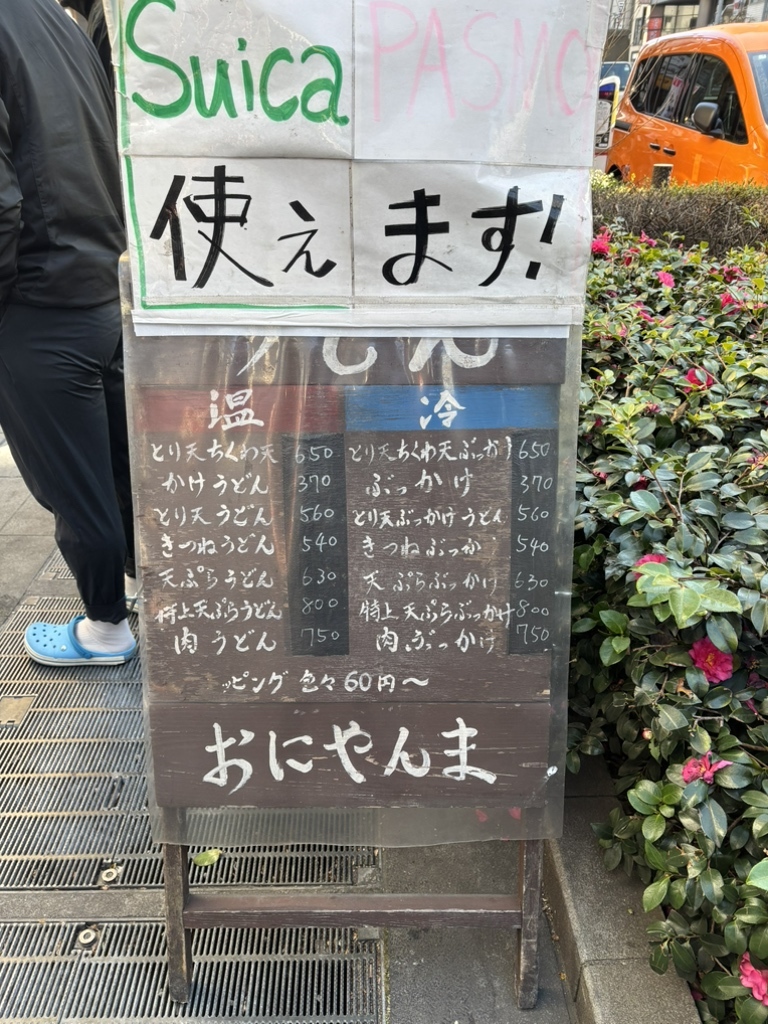 Suica PASMO
使えます!
うどん
温 冷
とり天ちくわ天 650 とり天ちくわ天ぶっかけ 650
かけうどん 370 ぶっかけ 370
とり天うどん 560 とり天ぶっかけうどん 560
きつねうどん 540 きつねぶっか 540
天ぷらうどん 630 天ぷらぶっかけ 630
特上天ぷらうどん 800 特上天ぷらぶっかけ 800
肉うどん 750 肉ぶっかけ 750
ッピング色々60円〜
おにやんま